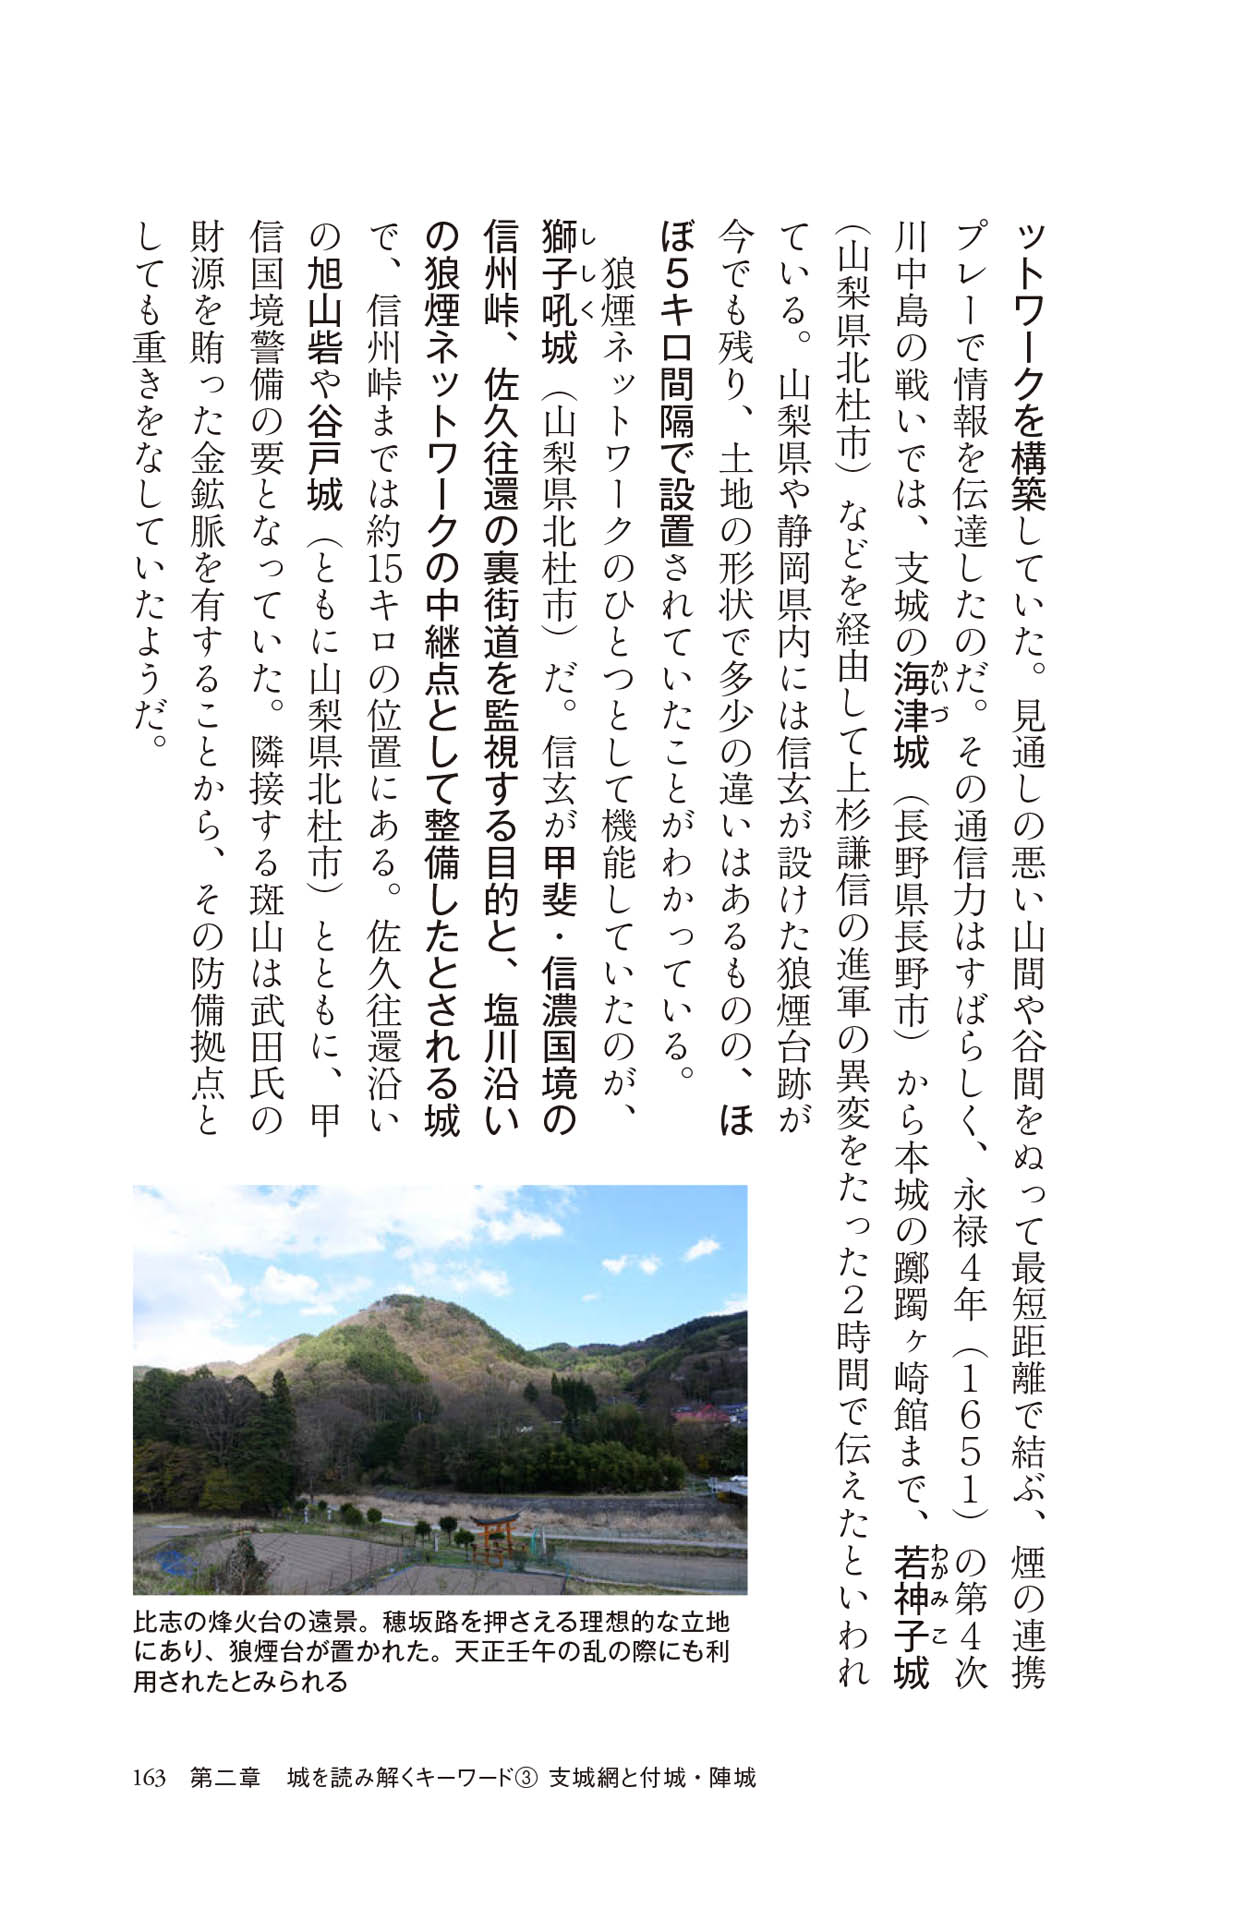 ットワークを構築していた。見通しの悪い山間や谷間をぬって最短距離で結ぶ、煙の連携
プレーで情報を伝達したのだ。その通信力はすばらしく、永禄４年（１６５１）の第４次
川中島の戦いでは、支城の海津城（長野県長野市）から本城の躑躅ヶ崎館まで、若神子城
かいづ
わかみこ
（山梨県北杜市）などを経由して上杉謙信の進軍の異変をたった２時間で伝えたといわれ
ている。山梨県や静岡県内には信玄が設けた狼煙台跡が
今でも残り、土地の形状で多少の違いはあるものの、ほ
ぼ５キロ間隔で設置されていたことがわかっている。
狼煙ネットワークのひとつとして機能していたのが、
獅子吼城（山梨県北杜市）だ。信玄が甲斐・信濃国境の
ししく
信州峠、佐久往還の裏街道を監視する目的と、塩川沿い
の狼煙ネットワークの中継点として整備したとされる城
で、信州峠までは約15キロの位置にある。佐久往還沿い
の旭山砦や谷戸城（ともに山梨県北杜市）とともに、甲
信国境警備の要となっていた。隣接する斑山は武田氏の
財源を賄った金鉱脈を有することから、その防備拠点と
しても重きをなしていたようだ。
比志の烽火台の遠景。穂坂路を押さえる理想的な立地
にあり、狼煙台が置かれた。天正壬午の乱の際にも利
用されたとみられる
163 第二章 城を読み解くキーワード③ 支城網と付城・陣城